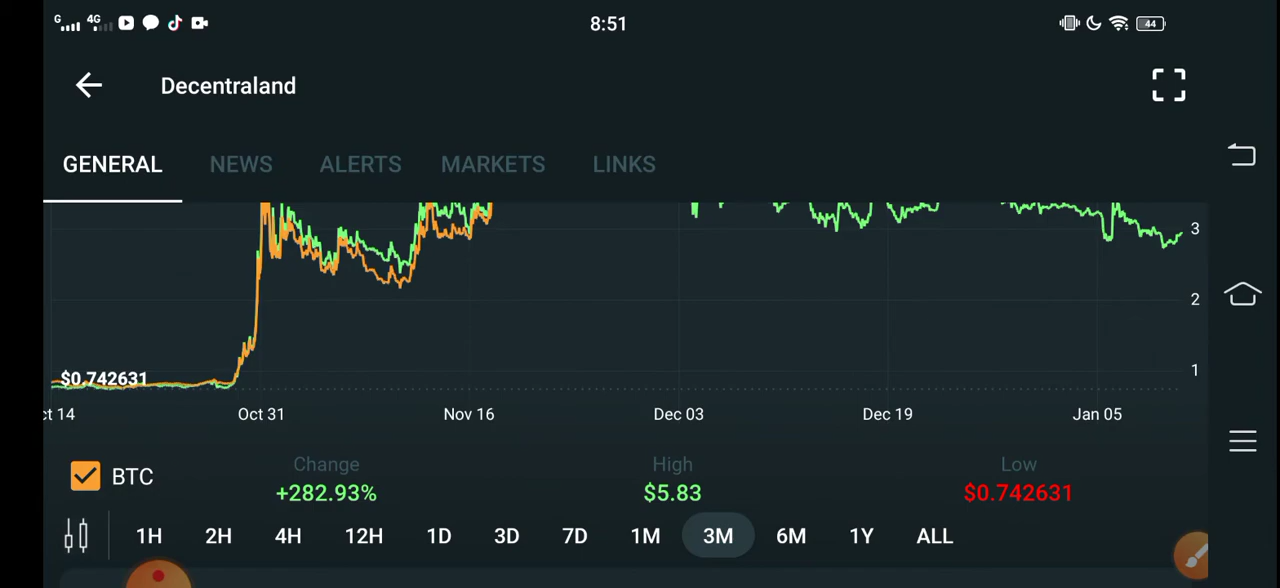 G 4G 8:51 44
Decentraland
GENERAL NEWS ALERTS MARKETS LINKS
3
2
$0.742631
1
ct 14 Oct 31 Nov 16 Dec 03 Dec 19 Jan 05
BTC Change High Low
+282.93% $5.83 $0.742631
1H 2H 4H 12H 1D 3D 7D 1M 3M 6M 1Y ALL